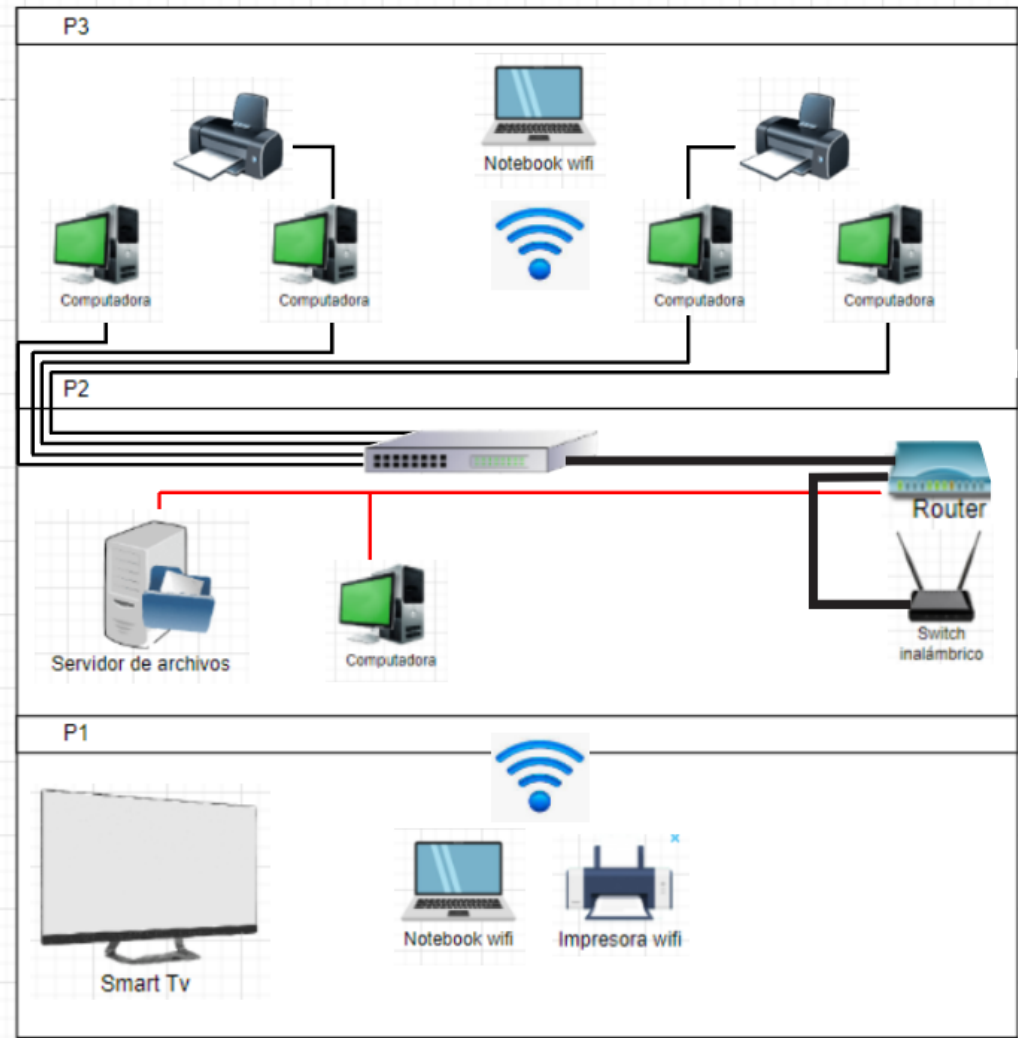 P3
Notebook wifi
Computadora
Computadora
Computadora
Computadora
P2
Router
Servidor de archivos
Computadora
Switch
inalámbrico
P1
Smart Tv
Notebook wifi
Impresora wifi